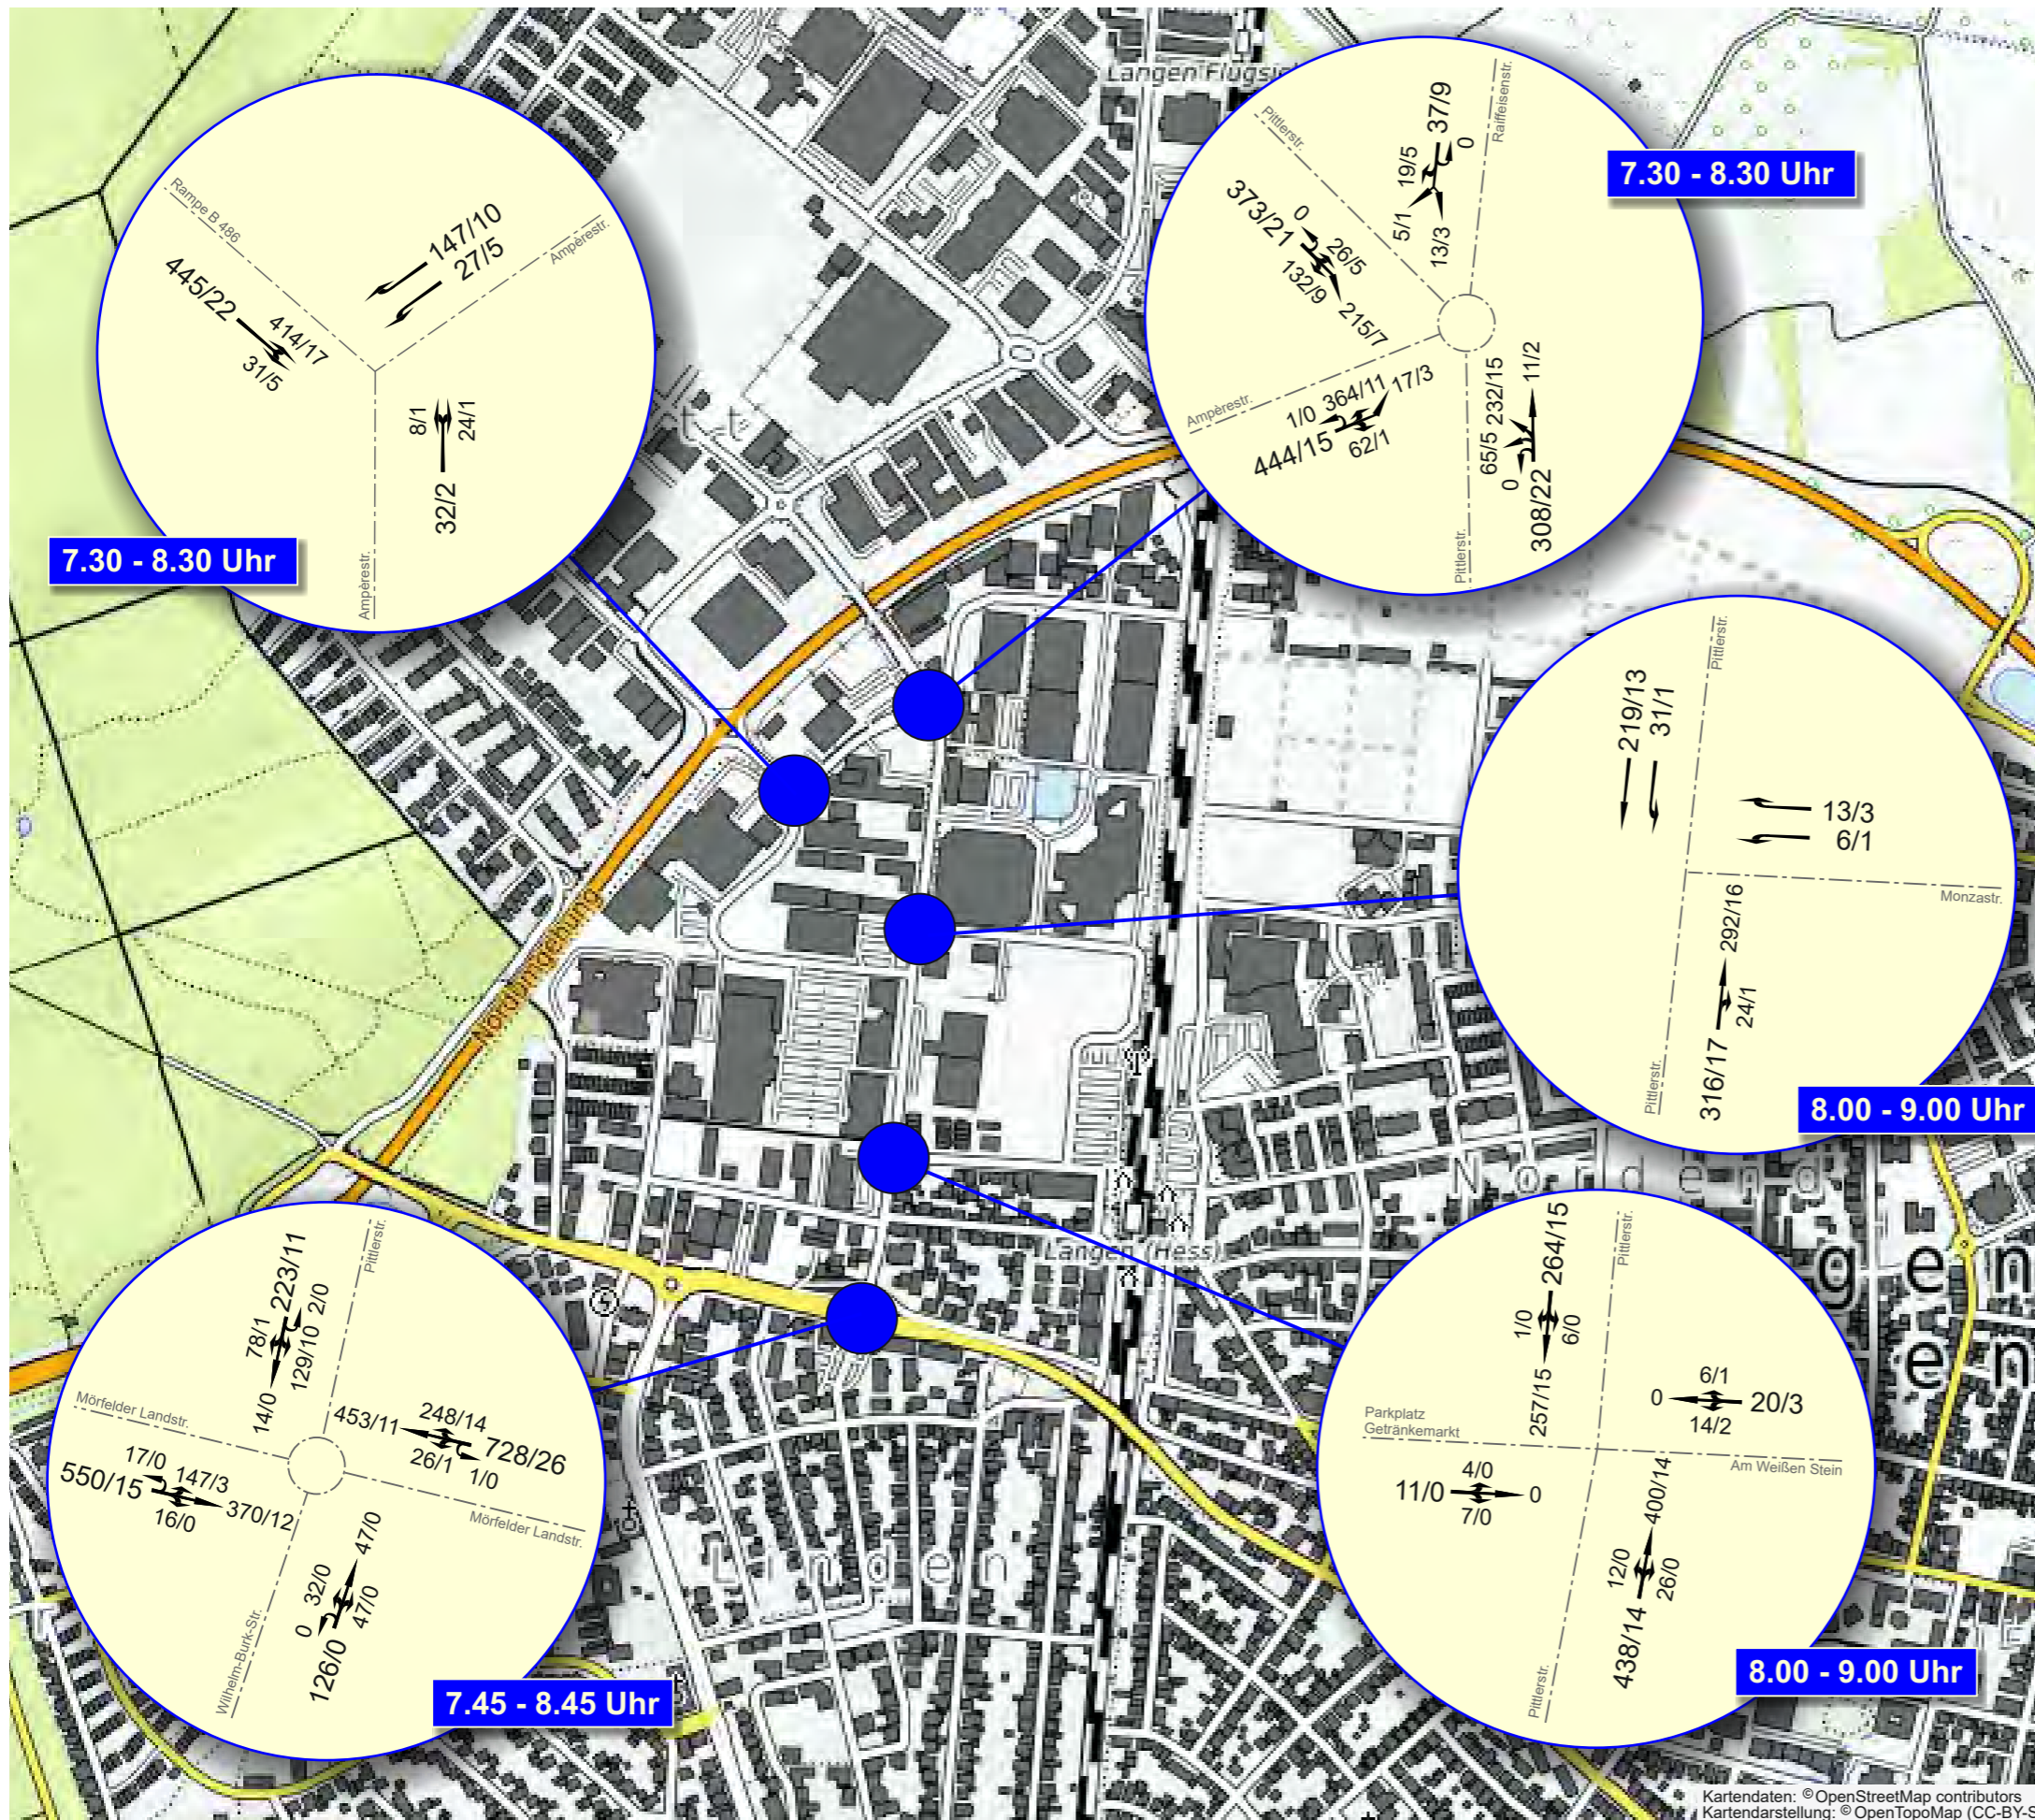 Langen Flugsi
Rampe B 486
Ampèrestr.
147/10
27/5
445/22
414/17
31/5
8/1
24/1
32/2
Ampèrestr.
7.30 - 8.30 Uhr
Pittlerstr.
Raiffeisenstr.
37/9
0
19/5
5/1
13/3
373/21
0
26/5
132/9
215/7
Ampèrestr.
1/0
364/11
17/3
444/15
62/1
11/2
232/15
65/5
0
308/22
Pittlerstr.
7.30 - 8.30 Uhr
Pittlerstr.
219/13
31/1
13/3
6/1
Monzastr.
292/16
24/1
316/17
Pittlerstr.
8.00 - 9.00 Uhr
Nordumgehung
Nordend
Langen (Hess)
gen
en
Linden
Pittlerstr.
223/11
78/1
2/0
129/10
14/0
Mörfelder Landstr.
453/11
248/14
728/26
26/1
1/0
17/0
147/3
550/15
370/12
16/0
Mörfelder Landstr.
47/0
32/0
0
47/0
126/0
Wilhelm-Burk-Str.
7.45 - 8.45 Uhr
Pittlerstr.
264/15
1/0
6/0
257/15
6/1
0
20/3
14/2
Parkplatz
Getränkemarkt
Am Weißen Stein
4/0
11/0
0
7/0
400/14
12/0
26/0
438/14
Pittlerstr.
8.00 - 9.00 Uhr
Kartendaten: © OpenStreetMap contributors
Kartendarstellung: © OpenTopoMap (CC-BY-